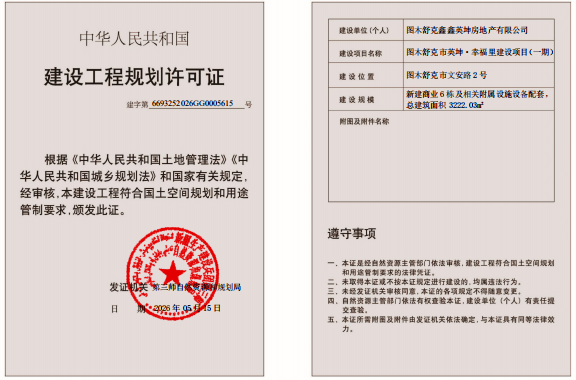 中华人民共和国
建设工程规划许可证
建字第 6693252026GG0005615 号
根据《中华人民共和国土地管理法》《中
华人民共和国城乡规划法》和国家有关规定,
经审核,本建设工程符合国土空间规划和用途
管制要求,颁发此证。
发证机关 第三师自然资源和规划局
日 期 2026年05月15日
建设单位(个人) 图木舒克鑫鑫英坤房地产有限公司
建设项目名称 图木舒克市英坤·幸福里建设项目(一期)
建设位置 图木舒克市文安路2号
建设规模 新建商业6栋及相关附属设施设备配套,
总建筑面积 3222.03㎡
附图及附件名称
遵守事项
一、本证是经自然资源主管部门依法审核,建设工程符合国土空间规划
和用途管制要求的法律凭证。
二、未取得本证或不按本证规定进行建设的,均属违法行为。
三、未经发证机关审核同意,本证的各项规定不得随意变更。
四、自然资源主管部门依法有权查验本证,建设单位(个人)有责任提
交查验。
五、本证所需附图及附件由发证机关依法确定,与本证具有同等法律效
力。